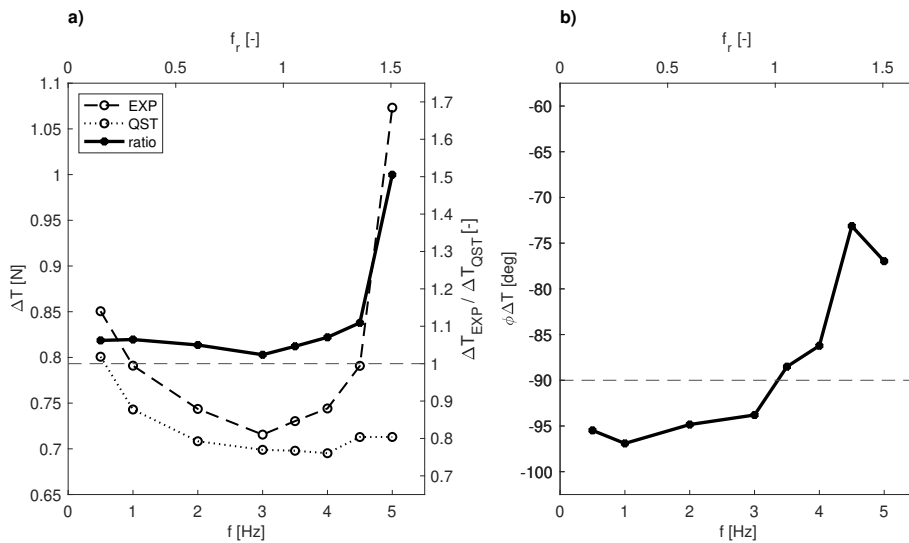 a)
f_r [-]
0 0.5 1 1.5
1.1
1.05
1
0.95
0.9
0.85
0.8
0.75
0.7
0.65
ΔT [N]
EXP
QST
ratio
1.7
1.6
1.5
1.4
1.3
1.2
1.1
1
0.9
0.8
0.7
ΔT_EXP / ΔT_QST [-]
0 1 2 3 4 5
f [Hz]
b)
f_r [-]
0 0.5 1 1.5
-60
-65
-70
-75
-80
-85
-90
-95
-100
ϕΔT [deg]
0 1 2 3 4 5
f [Hz]